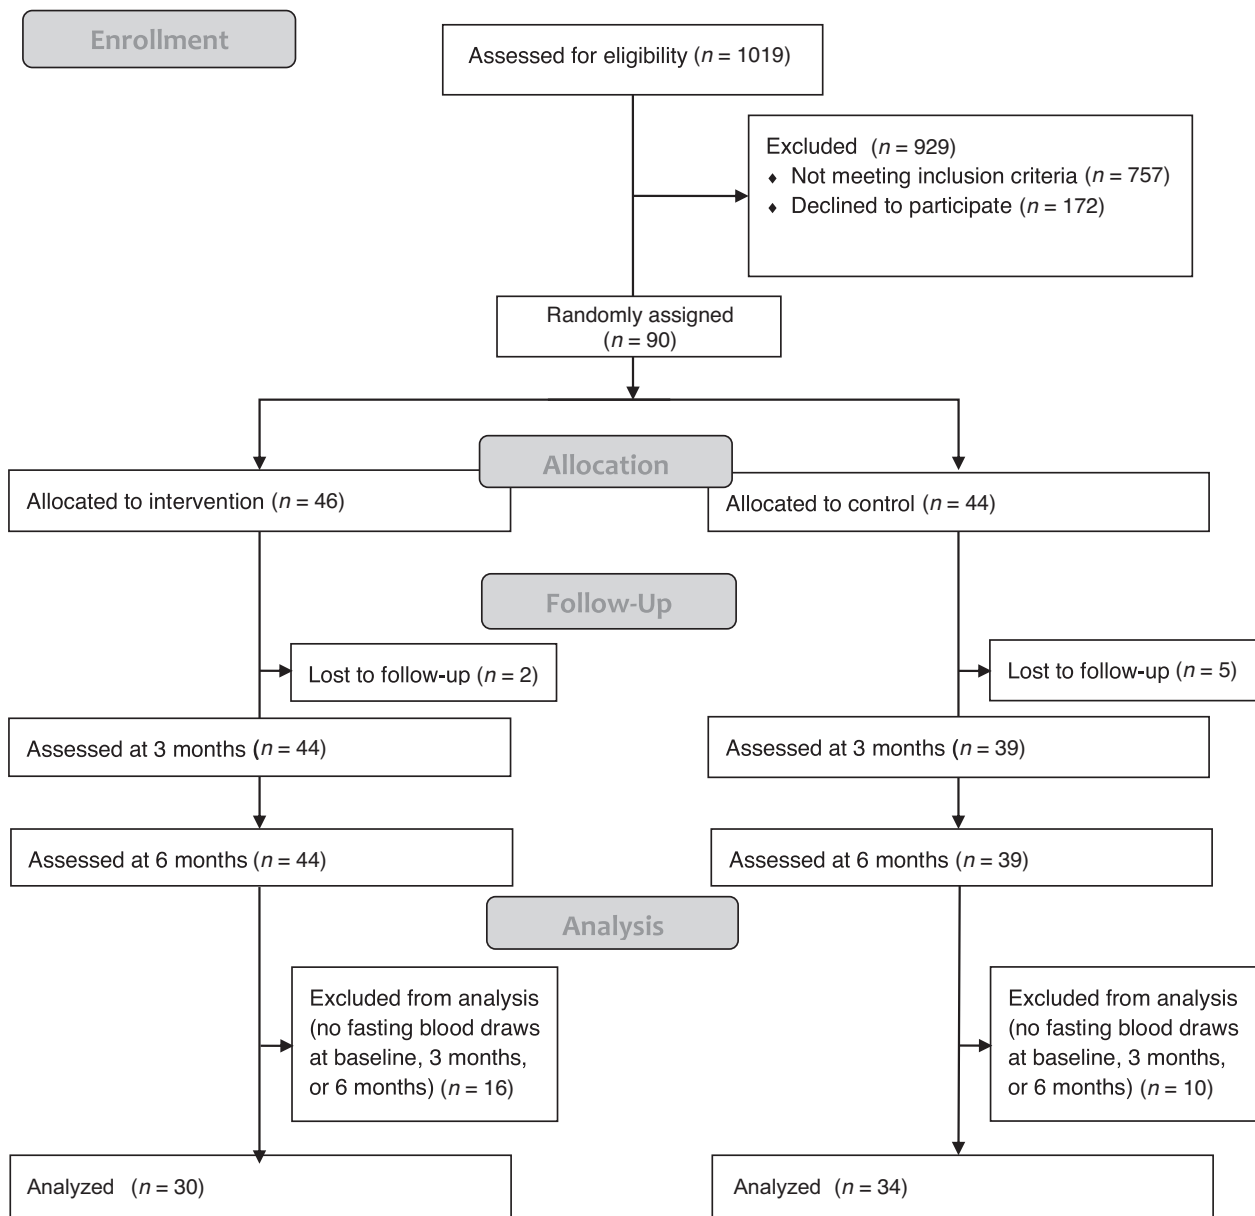 Enrollment
Assessed for eligibility (n = 1019)
Excluded (n = 929)
♦ Not meeting inclusion criteria (n = 757)
♦ Declined to participate (n = 172)
Randomly assigned
(n = 90)
Allocation
Allocated to intervention (n = 46)
Allocated to control (n = 44)
Follow-Up
Lost to follow-up (n = 2)
Lost to follow-up (n = 5)
Assessed at 3 months (n = 44)
Assessed at 3 months (n = 39)
Assessed at 6 months (n = 44)
Assessed at 6 months (n = 39)
Analysis
Excluded from analysis
(no fasting blood draws
at baseline, 3 months,
or 6 months) (n = 16)
Excluded from analysis
(no fasting blood draws
at baseline, 3 months,
or 6 months) (n = 10)
Analyzed (n = 30)
Analyzed (n = 34)